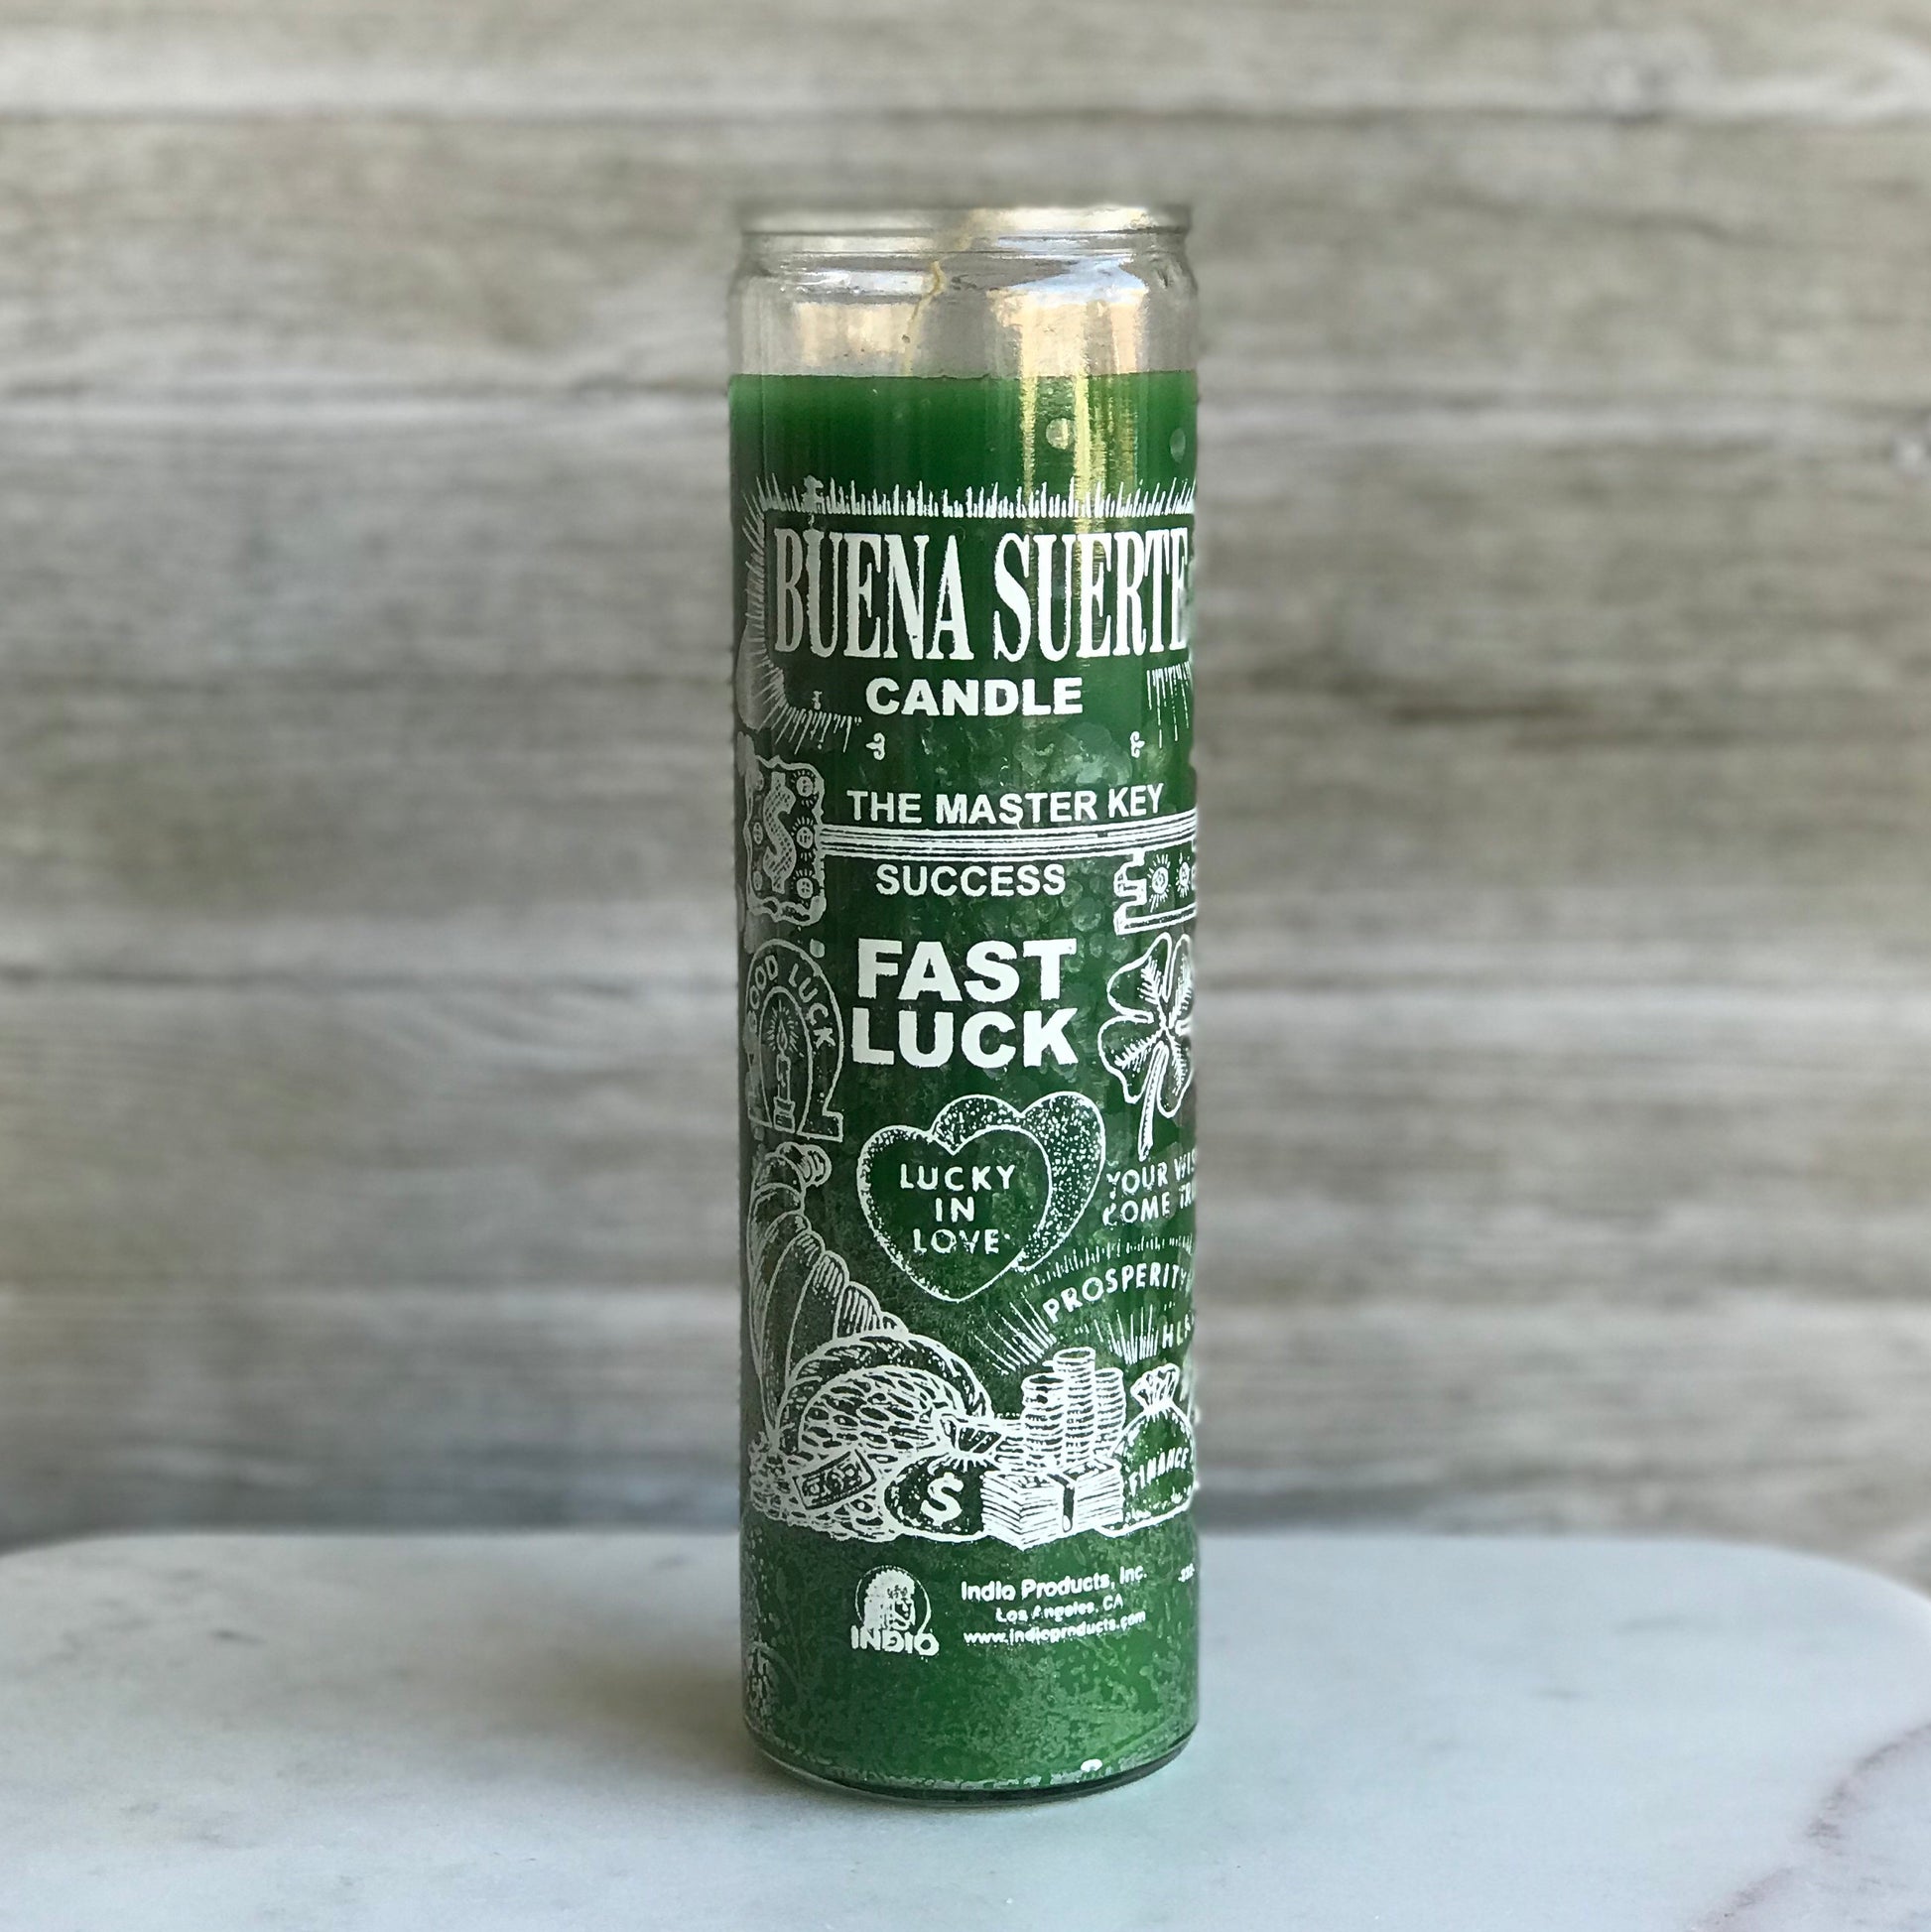 BUENA SUERTE
CANDLE
THE MASTER KEY
$
SUCCESS
GOOD LUCK
FAST
LUCK
LUCKY
IN
LOVE
YOUR
COME
PROSPERITY
$
FINANCE
INDIO
Indio Products, Inc.
Los Angeles, CA
www.indioproducts.com